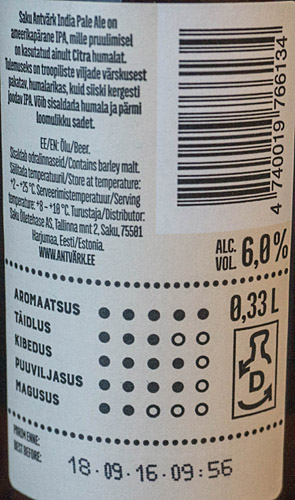 Saku Antvärk India Pale Ale on
ameerikapärane IPA, mille pruulimisel
on kasutatud ainult Citra humalat.
Tulemuseks on troopiliste viljade värskusest
pakatav, humalarikas, kuid siiski kergesti
joodav IPA. Võib sisaldada humala ja pärmi
loomulikku sadet.
EE/EN: Õlu/Beer.
Sisaldab odralinnaseid/Contains barley malt.
Säilitada temperatuuril/Store at temperature:
+2 - +25 °C. Serveerimistemperatuur/Serving
temperature: +8 - +10 °C. Turustaja/Distributor:
Saku Õlletehase AS, Tallinna mnt 2, Saku, 75501
Harjumaa, Eesti/Estonia.
WWW.ANTVÄRK.EE
4 740019 766134
ALC.
VOL. 6,0%
0,33 L
AROMAATSUS
TÄIDLUS
KIBEDUS
PUUVILJASUS
MAGUSUS
D
PARIM ENNE:
BEST BEFORE:
18·09·16·09:56